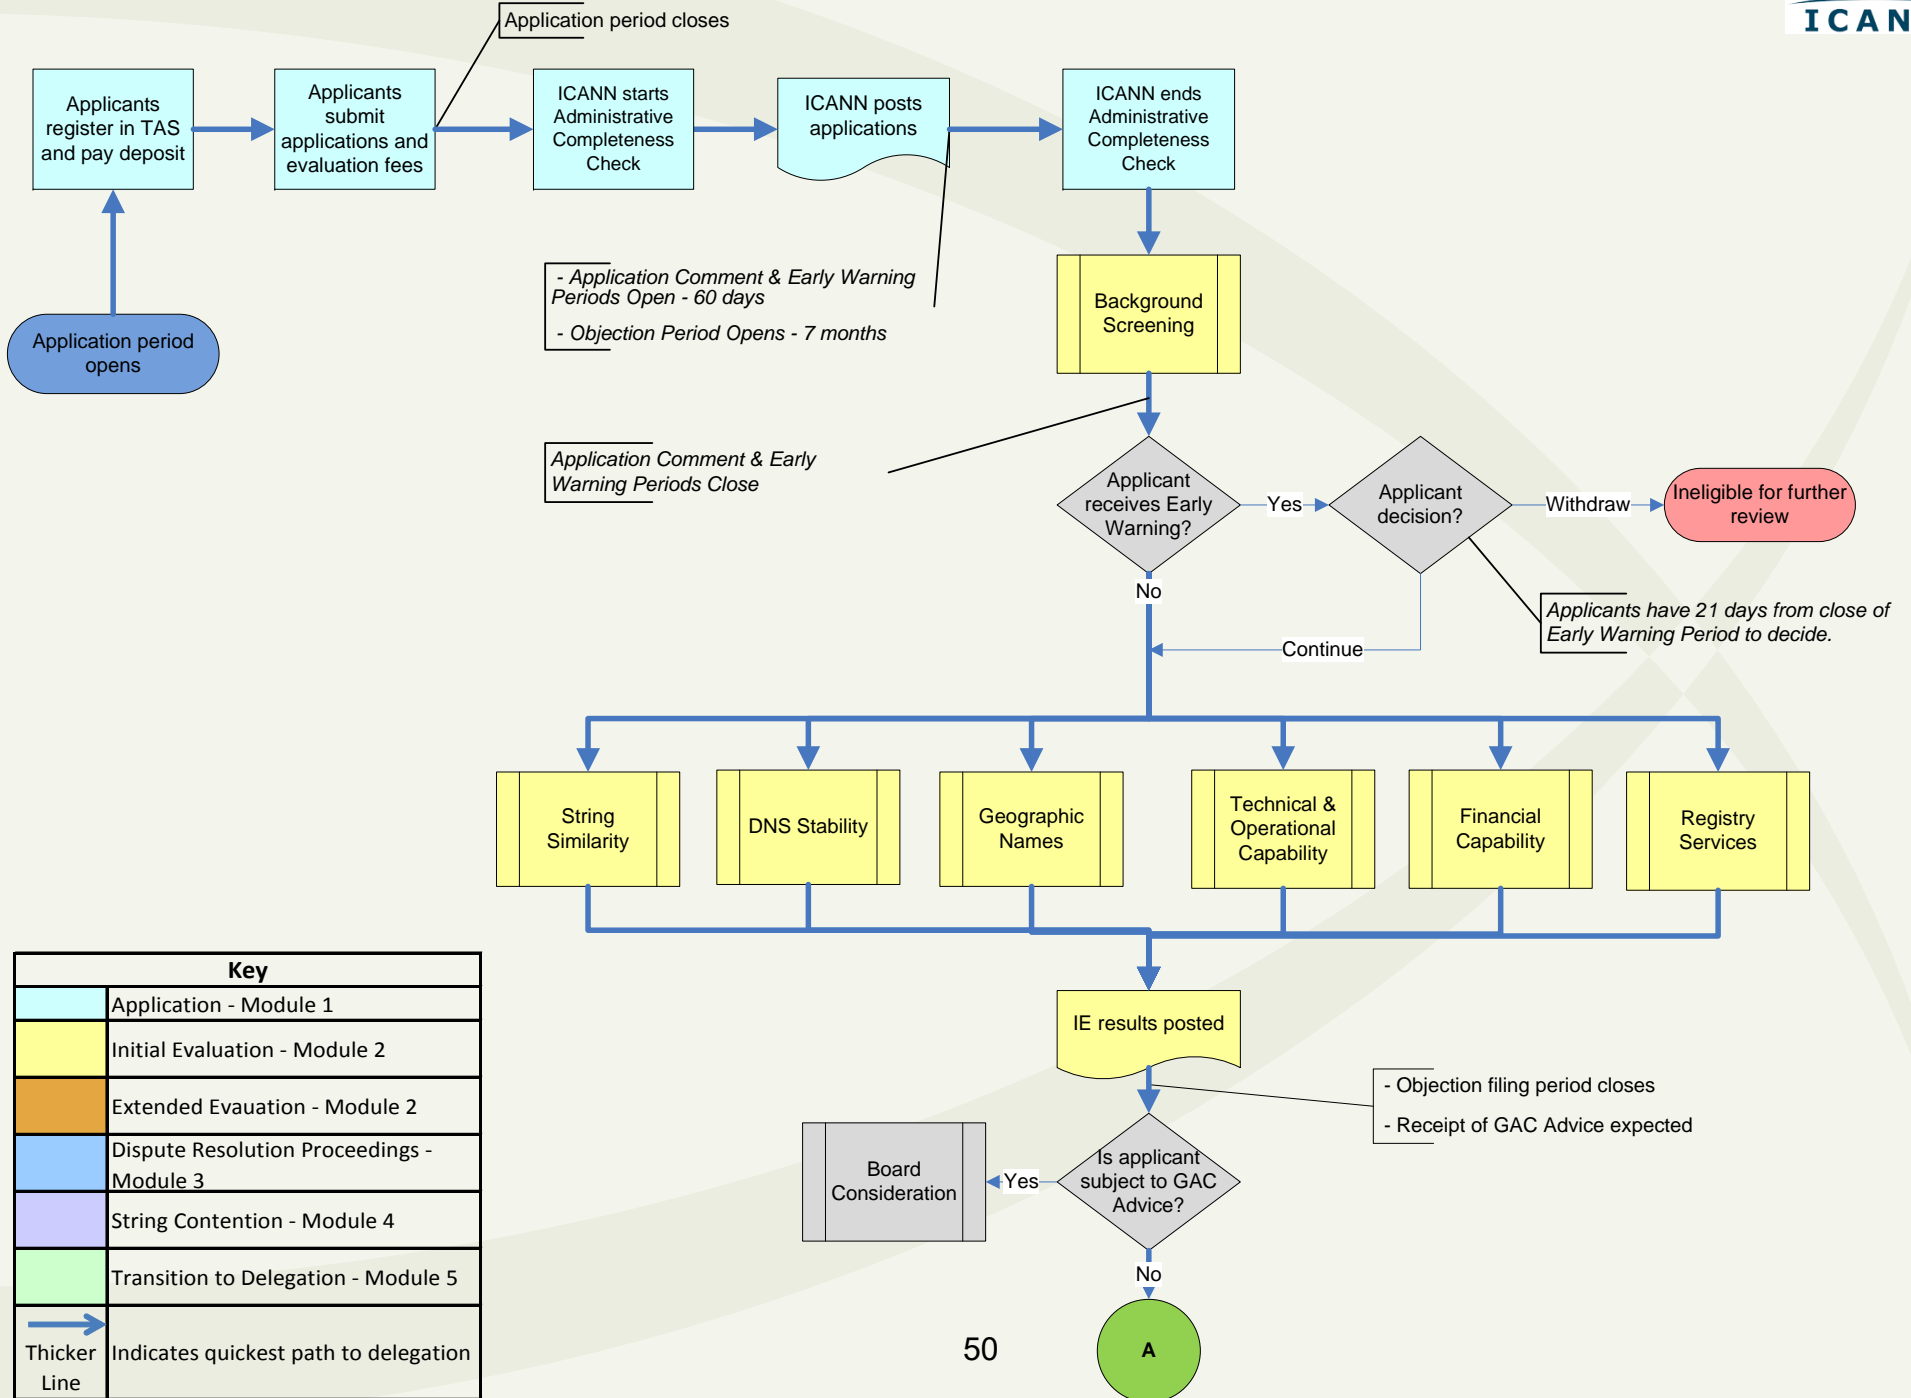 Application period closes
ICAN
Applicants
register in TAS
and pay deposit
Applicants
submit
applications and
evaluation fees
ICANN starts
Administrative
Completeness
Check
ICANN posts
applications
ICANN ends
Administrative
Completeness
Check
- Application Comment & Early Warning
Periods Open - 60 days
- Objection Period Opens - 7 months
Background
Screening
Application period
opens
Application Comment & Early
Warning Periods Close
Applicant
receives Early
Warning?
Yes
Applicant
decision?
Withdraw
Ineligible for further
review
No
Applicants have 21 days from close of
Early Warning Period to decide.
Continue
String
Similarity
DNS Stability
Geographic
Names
Technical &
Operational
Capability
Financial
Capability
Registry
Services
Key
Application - Module 1
Initial Evaluation - Module 2
Extended Evauation - Module 2
Dispute Resolution Proceedings -
Module 3
String Contention - Module 4
Transition to Delegation - Module 5
Thicker
Line
Indicates quickest path to delegation
IE results posted
- Objection filing period closes
- Receipt of GAC Advice expected
Board
Consideration
Yes
Is applicant
subject to GAC
Advice?
No
50
A